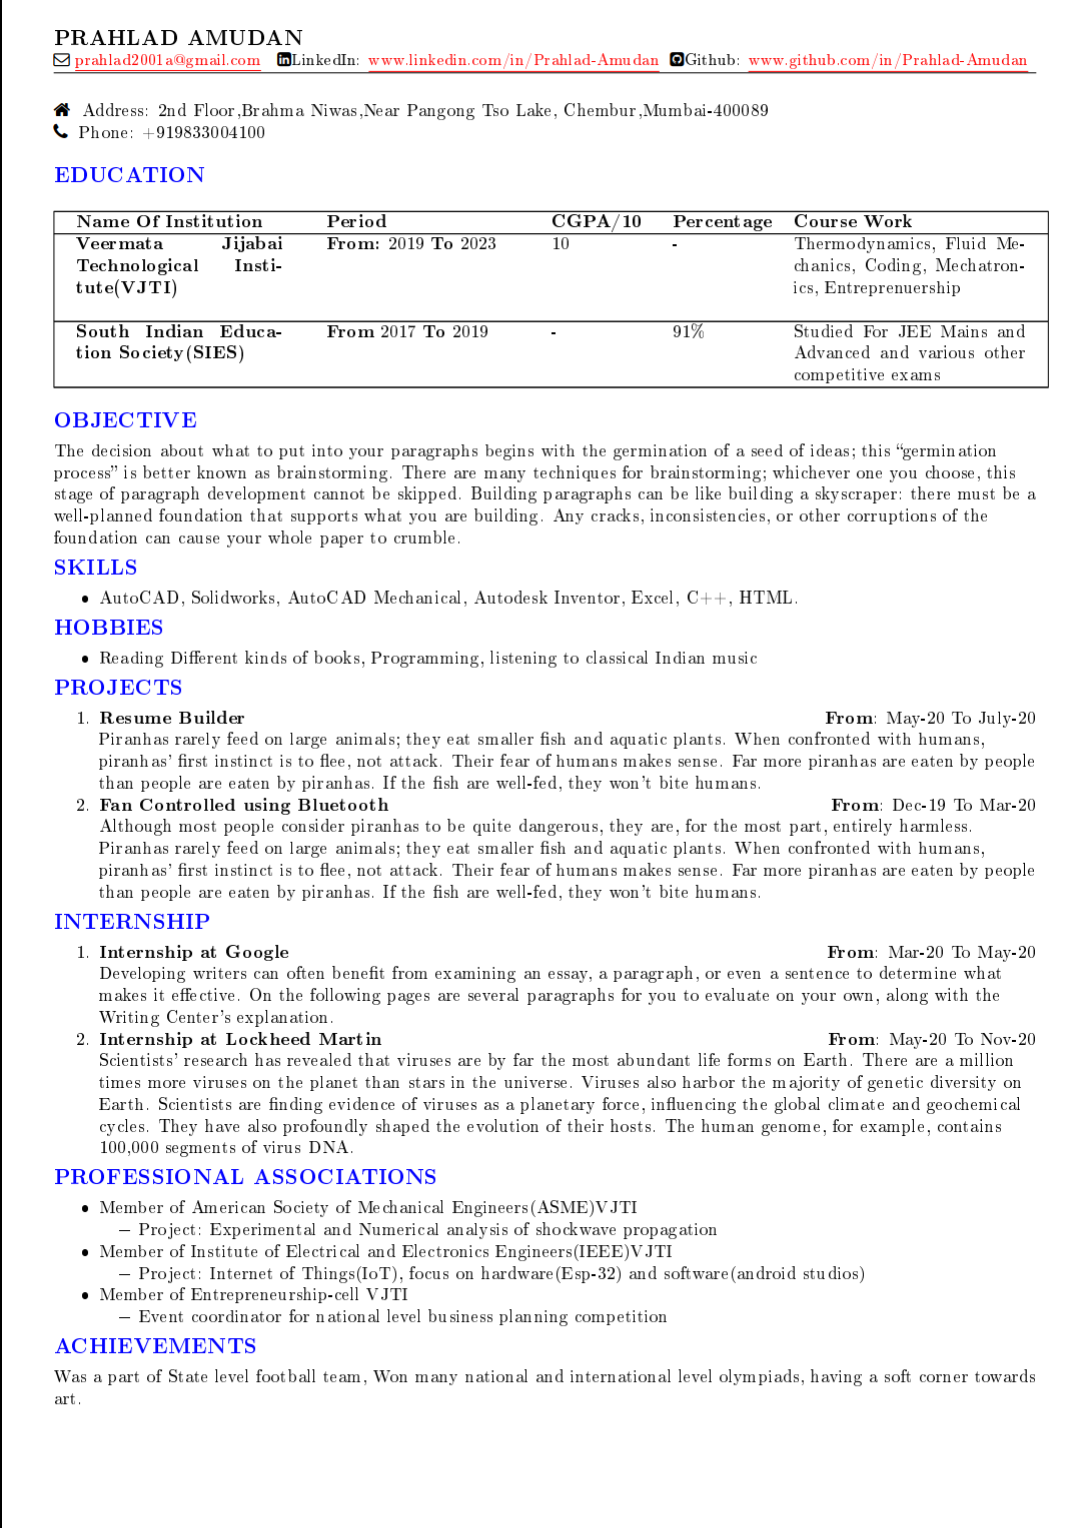 PRAHLAD AMUDAN
prahlad2001a@gmail.com LinkedIn: www.linkedin.com/in/Prahlad-Amudan Github: www.github.com/in/Prahlad-Amudan
Address: 2nd Floor,Brahma Niwas,Near Pangong Tso Lake, Chembur,Mumbai-400089
Phone: +919833004100
EDUCATION
Name Of Institution Period CGPA/10 Percentage Course Work
Veermata Jijabai From: 2019 To 2023 10 - Thermodynamics, Fluid Me-
Technological Insti- chanics, Coding, Mechatron-
tute(VJTI) ics, Entreprenuership
South Indian Educa- From 2017 To 2019 - 91% Studied For JEE Mains and
tion Society(SIES) Advanced and various other
competitive exams
OBJECTIVE
The decision about what to put into your paragraphs begins with the germination of a seed of ideas; this “germination
process” is better known as brainstorming. There are many techniques for brainstorming; whichever one you choose, this
stage of paragraph development cannot be skipped. Building paragraphs can be like building a skyscraper: there must be a
well-planned foundation that supports what you are building. Any cracks, inconsistencies, or other corruptions of the
foundation can cause your whole paper to crumble.
SKILLS
• AutoCAD, Solidworks, AutoCAD Mechanical, Autodesk Inventor, Excel, C++, HTML.
HOBBIES
• Reading Different kinds of books, Programming, listening to classical Indian music
PROJECTS
1. Resume Builder From: May-20 To July-20
Piranhas rarely feed on large animals; they eat smaller fish and aquatic plants. When confronted with humans,
piranhas’ first instinct is to flee, not attack. Their fear of humans makes sense. Far more piranhas are eaten by people
than people are eaten by piranhas. If the fish are well-fed, they won’t bite humans.
2. Fan Controlled using Bluetooth From: Dec-19 To Mar-20
Although most people consider piranhas to be quite dangerous, they are, for the most part, entirely harmless.
Piranhas rarely feed on large animals; they eat smaller fish and aquatic plants. When confronted with humans,
piranhas’ first instinct is to flee, not attack. Their fear of humans makes sense. Far more piranhas are eaten by people
than people are eaten by piranhas. If the fish are well-fed, they won’t bite humans.
INTERNSHIP
1. Internship at Google From: Mar-20 To May-20
Developing writers can often benefit from examining an essay, a paragraph, or even a sentence to determine what
makes it effective. On the following pages are several paragraphs for you to evaluate on your own, along with the
Writing Center’s explanation.
2. Internship at Lockheed Martin From: May-20 To Nov-20
Scientists’ research has revealed that viruses are by far the most abundant life forms on Earth. There are a million
times more viruses on the planet than stars in the universe. Viruses also harbor the majority of genetic diversity on
Earth. Scientists are finding evidence of viruses as a planetary force, influencing the global climate and geochemical
cycles. They have also profoundly shaped the evolution of their hosts. The human genome, for example, contains
100,000 segments of virus DNA.
PROFESSIONAL ASSOCIATIONS
• Member of American Society of Mechanical Engineers(ASME)VJTI
– Project: Experimental and Numerical analysis of shockwave propagation
• Member of Institute of Electrical and Electronics Engineers(IEEE)VJTI
– Project: Internet of Things(IoT), focus on hardware(Esp-32) and software(android studios)
• Member of Entrepreneurship-cell VJTI
– Event coordinator for national level business planning competition
ACHIEVEMENTS
Was a part of State level football team, Won many national and international level olympiads, having a soft corner towards
art.